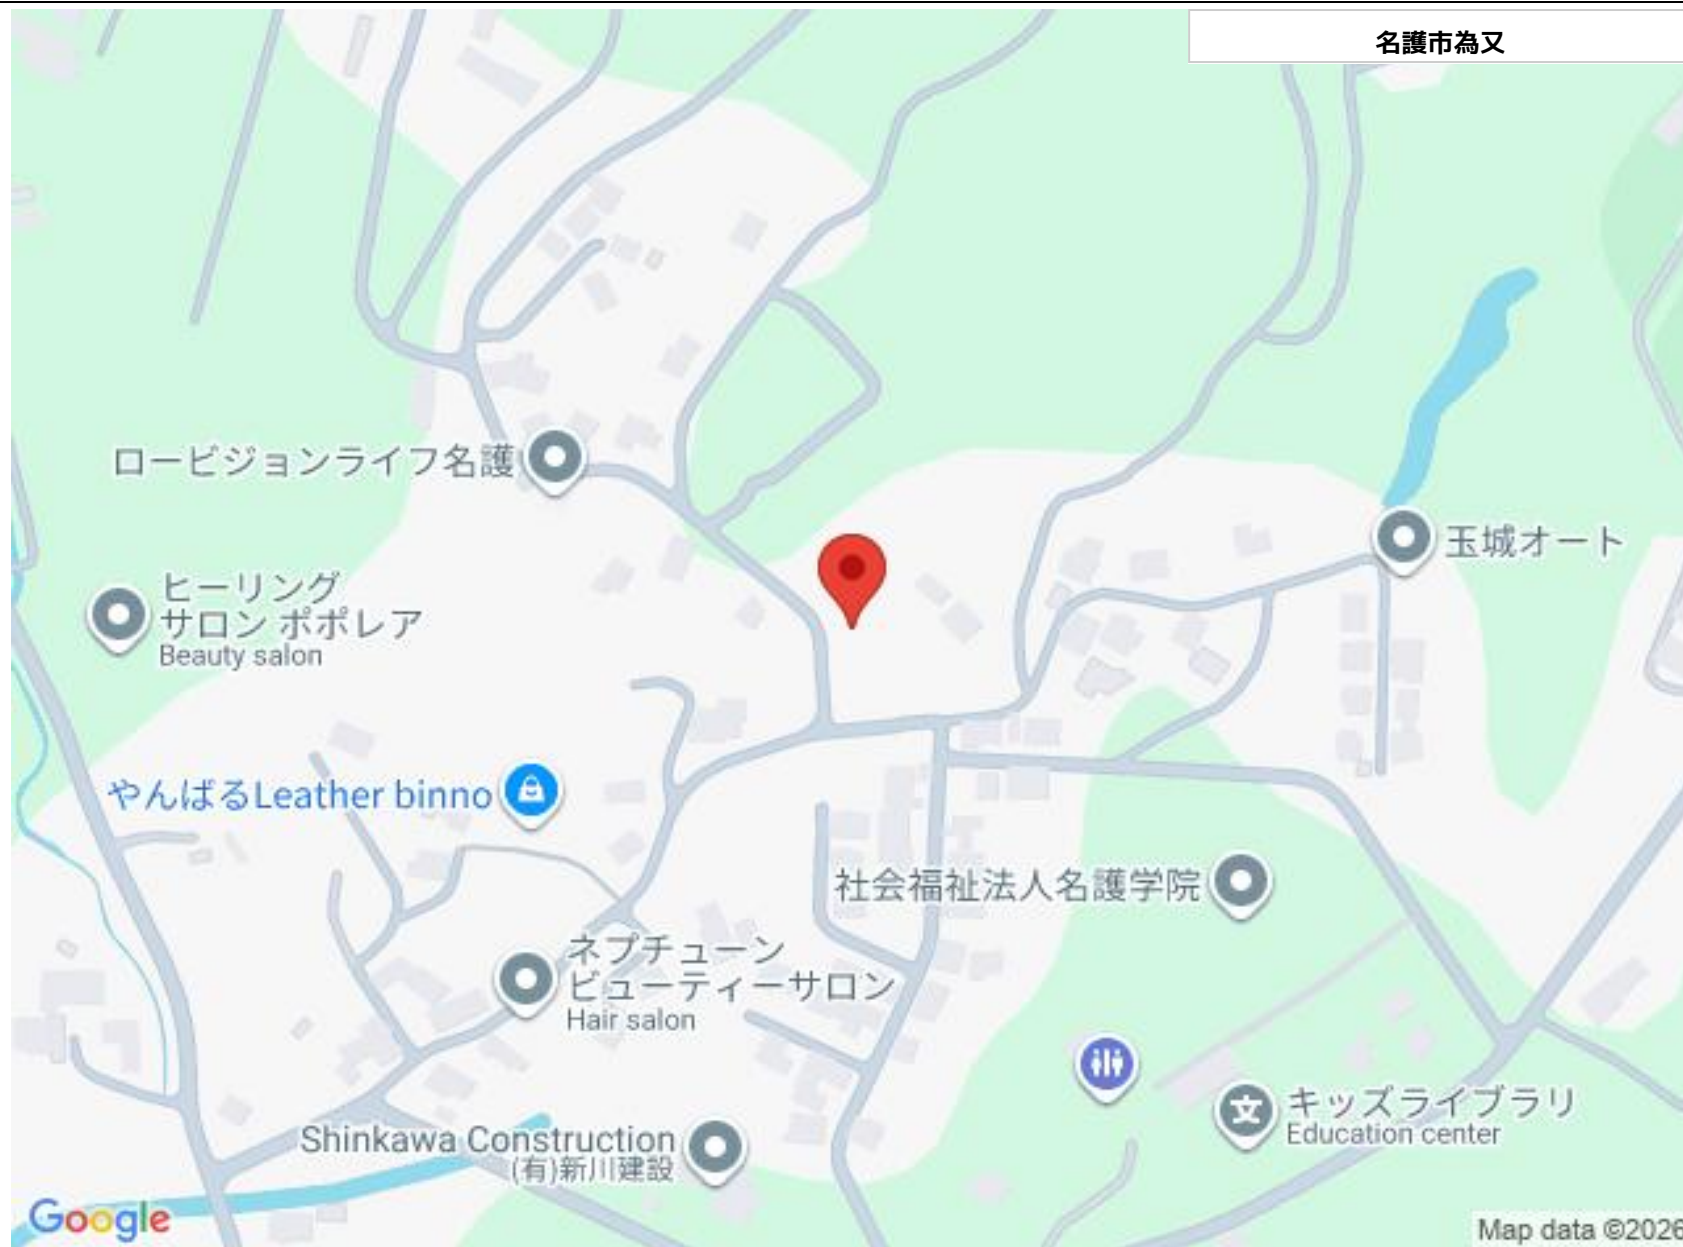 名護市為又
ロービジョンライフ名護
玉城オート
ヒーリング
サロン ポポレア
Beauty salon
やんばるLeather binno
社会福祉法人名護学院
ネプチューン
ビューティーサロン
Hair salon
文
キッズライブラリ
Education center
Shinkawa Construction
(有)新川建設
Google
Map data ©2026